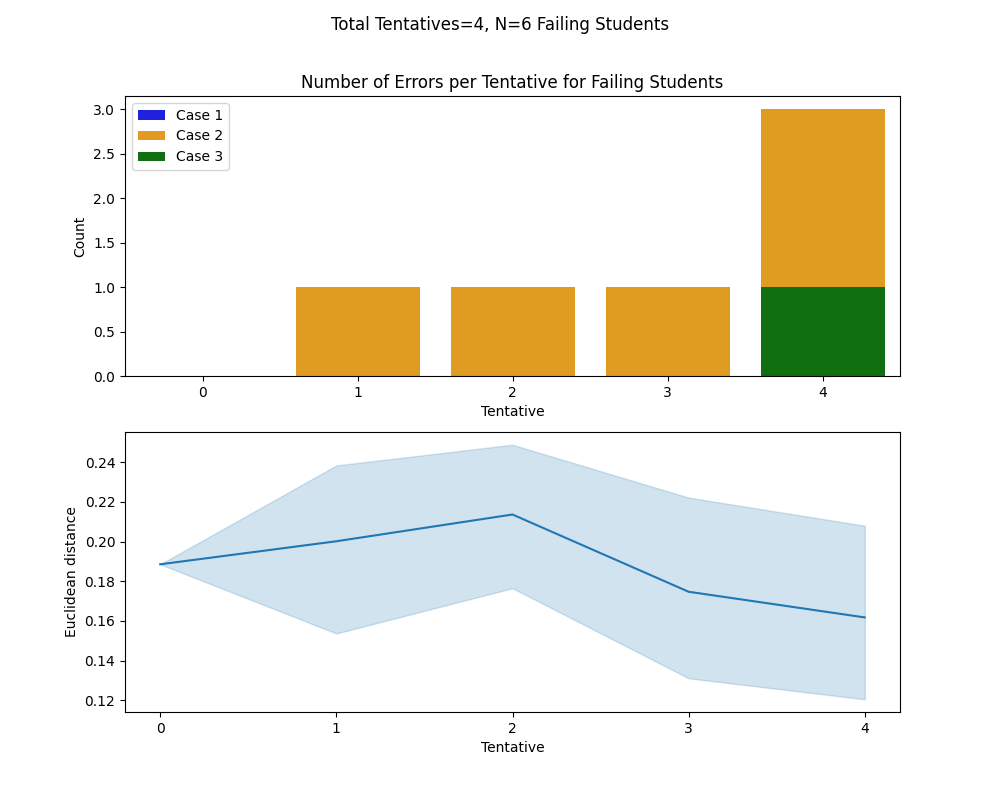 Total Tentatives=4, N=6 Failing Students
Number of Errors per Tentative for Failing Students
Case 1
Case 2
Case 3
3.0
2.5
2.0
1.5
1.0
0.5
0.0
Count
0 1 2 3 4
Tentative
0.24
0.22
0.20
0.18
0.16
0.14
0.12
Euclidean distance
0 1 2 3 4
Tentative